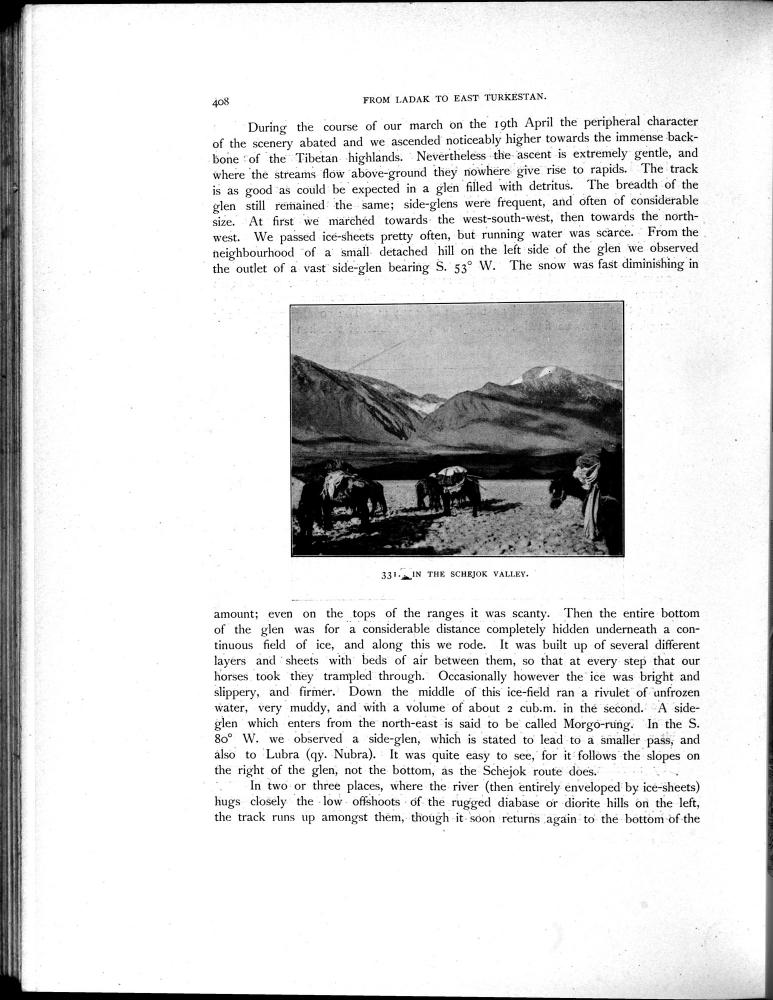 408
FROM LADAK TO EAST TURKESTAN.
During the course of our march on the 19th April the peripheral character
of the scenery abated and we ascended noticeably higher towards the immense back-
bone of the Tibetan highlands. Nevertheless the ascent is extremely gentle, and
where the streams flow above-ground they nowhere give rise to rapids. The track
is as good as could be expected in a glen filled with detritus. The breadth of the
glen still remained the same; side-glens were frequent, and often of considerable
size. At first we marched towards the west-south-west, then towards the north-
west. We passed ice-sheets pretty often, but running water was scarce. From the
neighbourhood of a small detached hill on the left side of the glen we observed
the outlet of a vast side-glen bearing S. 53° W. The snow was fast diminishing in
331. IN THE SCHEJOK VALLEY.
amount; even on the tops of the ranges it was scanty. Then the entire bottom
of the glen was for a considerable distance completely hidden underneath a con-
tinuous field of ice, and along this we rode. It was built up of several different
layers and sheets with beds of air between them, so that at every step that our
horses took they trampled through. Occasionally however the ice was bright and
slippery, and firmer. Down the middle of this ice-field ran a rivulet of unfrozen
water, very muddy, and with a volume of about 2 cub.m. in the second. A side-
glen which enters from the north-east is said to be called Morgo-rung. In the S.
80° W. we observed a side-glen, which is stated to lead to a smaller pass, and
also to Lubra (qy. Nubra). It was quite easy to see, for it follows the slopes on
the right of the glen, not the bottom, as the Schejok route does.
In two or three places, where the river (then entirely enveloped by ice-sheets)
hugs closely the low offshoots of the rugged diabase or diorite hills on the left,
the track runs up amongst them, though it soon returns again to the bottom of the